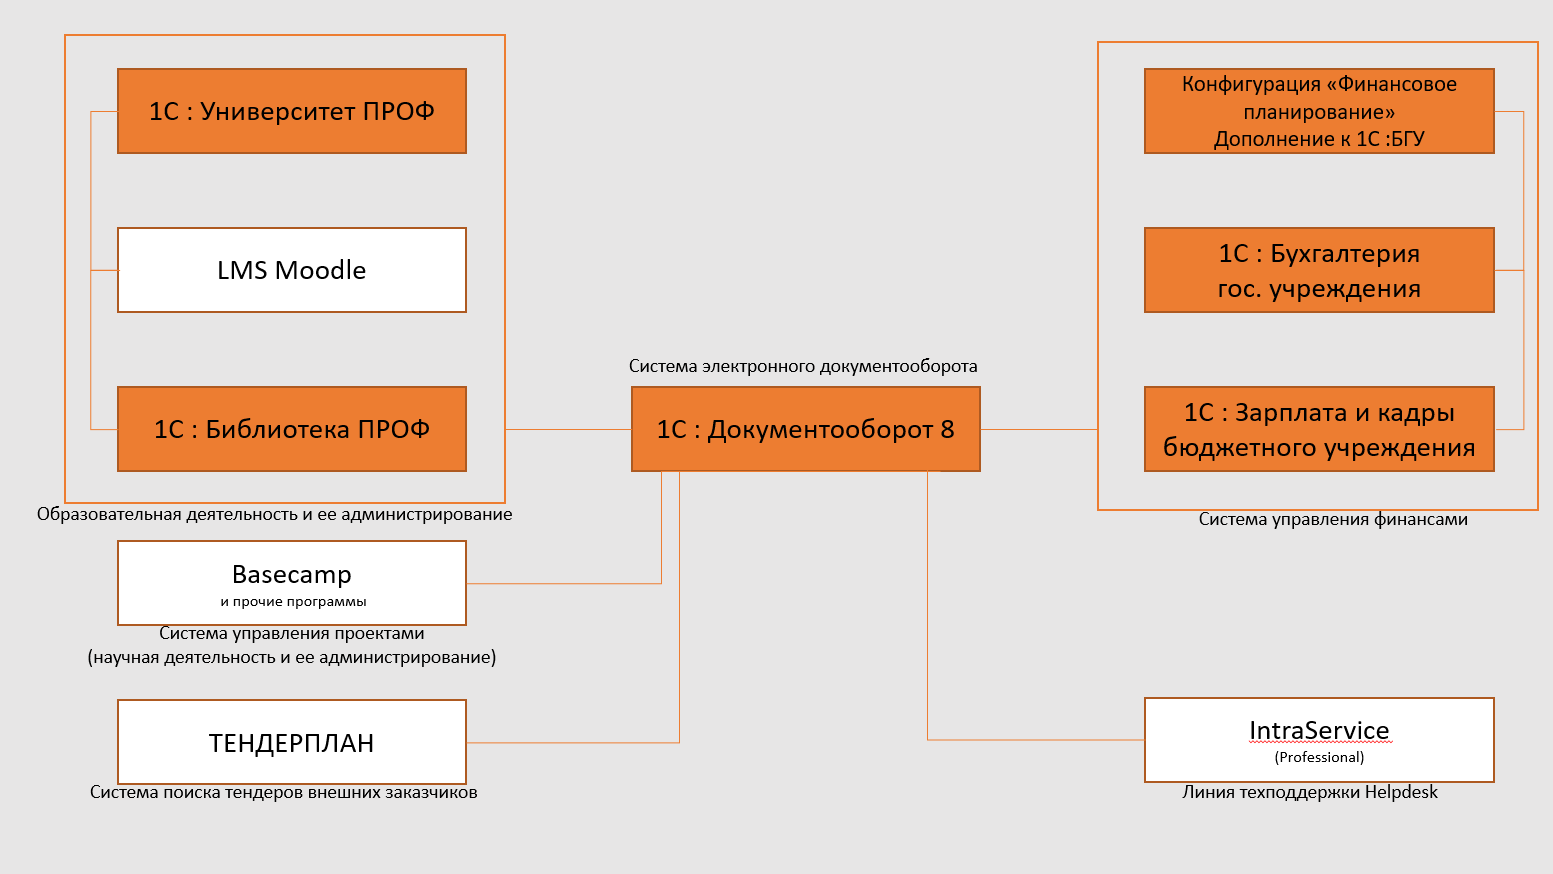 1С : Университет ПРОФ
LMS Moodle
1С : Библиотека ПРОФ
Образовательная деятельность и ее администрирование
Basecamp
и прочие программы
Система управления проектами
(научная деятельность и ее администрирование)
ТЕНДЕРПЛАН
Система поиска тендеров внешних заказчиков
Система электронного документооборота
1С : Документооборот 8
Конфигурация «Финансовое
планирование»
Дополнение к 1С :БГУ
1С : Бухгалтерия
гос. учреждения
1С : Зарплата и кадры
бюджетного учреждения
Система управления финансами
IntraService
(Professional)
Линия техподдержки Helpdesk